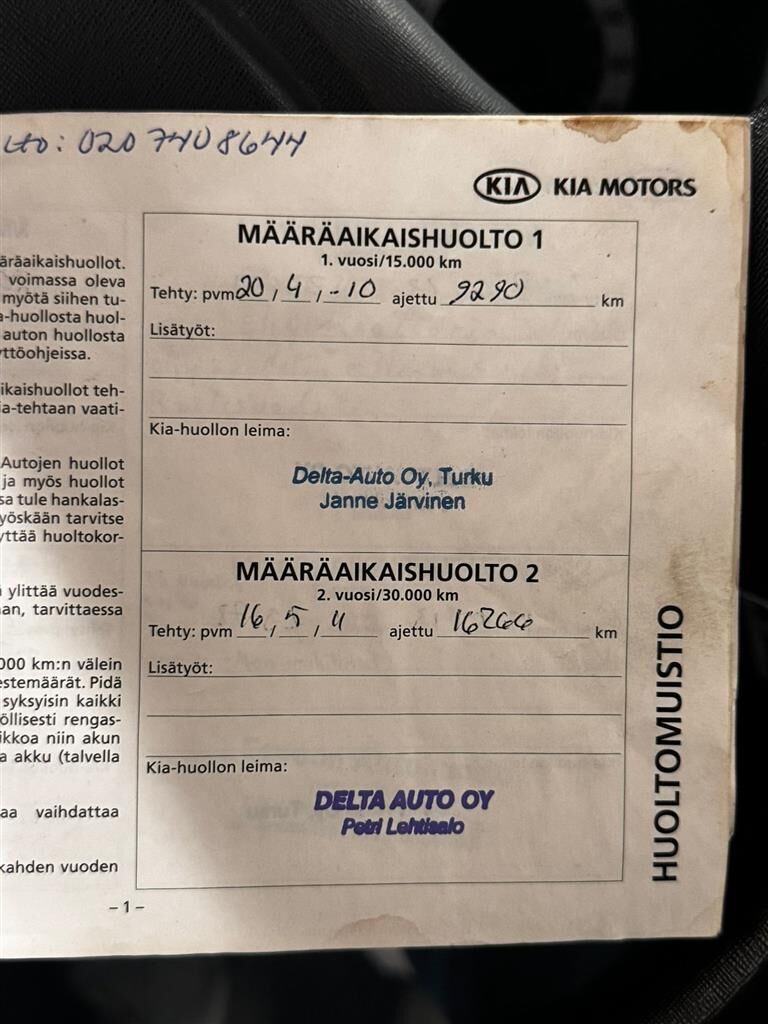 LTO: 020 7408644
KIA KIA MOTORS
äräaikaishuollot.
voimassa oleva
myötä siihen tu-
a-huollosta huol-
auton huollosta
ttöohjeissa.
ikaishuollot teh-
ia-tehtaan vaati-
Autojen huollot
ja myös huollot
sa tule hankalas-
yöskään tarvitse
yttää huoltokor-
ylittää vuodes-
an, tarvittaessa
000 km:n välein
estemäärät. Pidä
syksyisin kaikki
öllisesti rengas-
ikkoa niin akun
a akku (talvella
aa vaihdattaa
kahden vuoden
MÄÄRÄAIKAISHUOLTO 1
1. vuosi/15.000 km
Tehty: pvm 20 / 4 / -10 ajettu 9290 km
Lisätyöt:
Kia-huollon leima:
Delta-Auto Oy, Turku
Janne Järvinen
MÄÄRÄAIKAISHUOLTO 2
2. vuosi/30.000 km
Tehty: pvm 16 / 5 / 11 ajettu 16266 km
Lisätyöt:
Kia-huollon leima:
DELTA AUTO OY
Petri Lehtisalo
HUOLTOMUISTIO
– 1 –